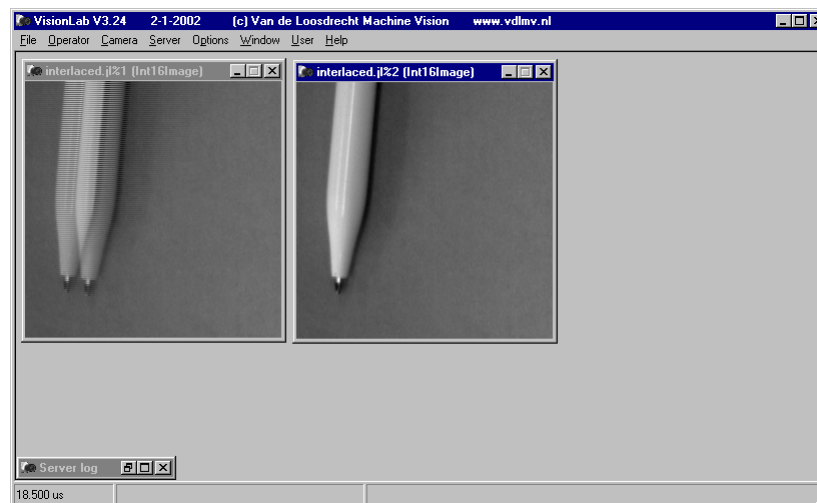 VisionLab V3.24 2-1-2002 (c) Van de Loosdrecht Machine Vision www.vdlmv.nl
File Operator Camera Server Options Window User Help
interlaced.jl%1 (Int16Image)
interlaced.jl%2 (Int16Image)
Server log
18.500 us